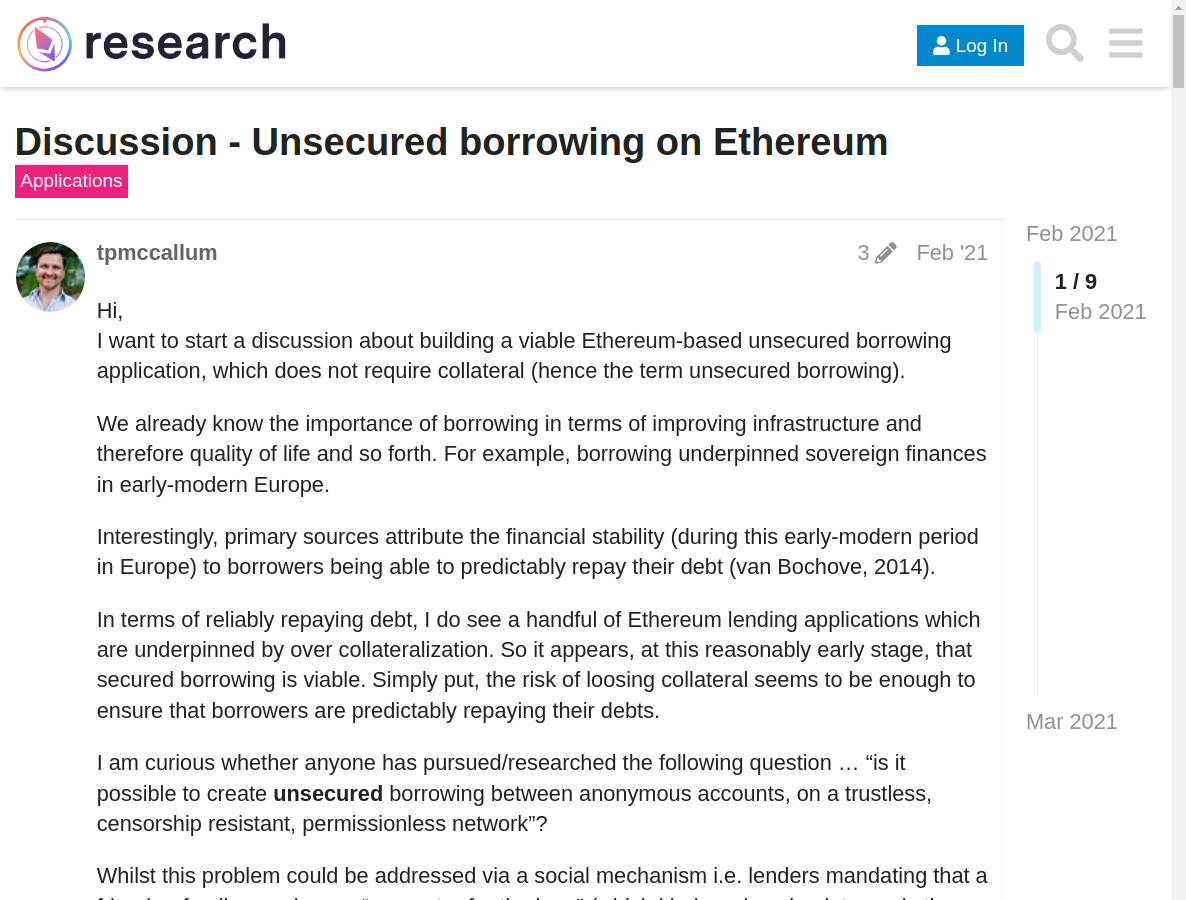 research
Log In
Discussion - Unsecured borrowing on Ethereum
Applications
tpmccallum
3
Feb '21
Hi,
I want to start a discussion about building a viable Ethereum-based unsecured borrowing
application, which does not require collateral (hence the term unsecured borrowing).
We already know the importance of borrowing in terms of improving infrastructure and
therefore quality of life and so forth. For example, borrowing underpinned sovereign finances
in early-modern Europe.
Interestingly, primary sources attribute the financial stability (during this early-modern period
in Europe) to borrowers being able to predictably repay their debt (van Bochove, 2014).
In terms of reliably repaying debt, I do see a handful of Ethereum lending applications which
are underpinned by over collateralization. So it appears, at this reasonably early stage, that
secured borrowing is viable. Simply put, the risk of loosing collateral seems to be enough to
ensure that borrowers are predictably repaying their debts.
I am curious whether anyone has pursued/researched the following question … “is it
possible to create unsecured borrowing between anonymous accounts, on a trustless,
censorship resistant, permissionless network”?
Whilst this problem could be addressed via a social mechanism i.e. lenders mandating that a
Feb 2021
1 / 9
Feb 2021
Mar 2021